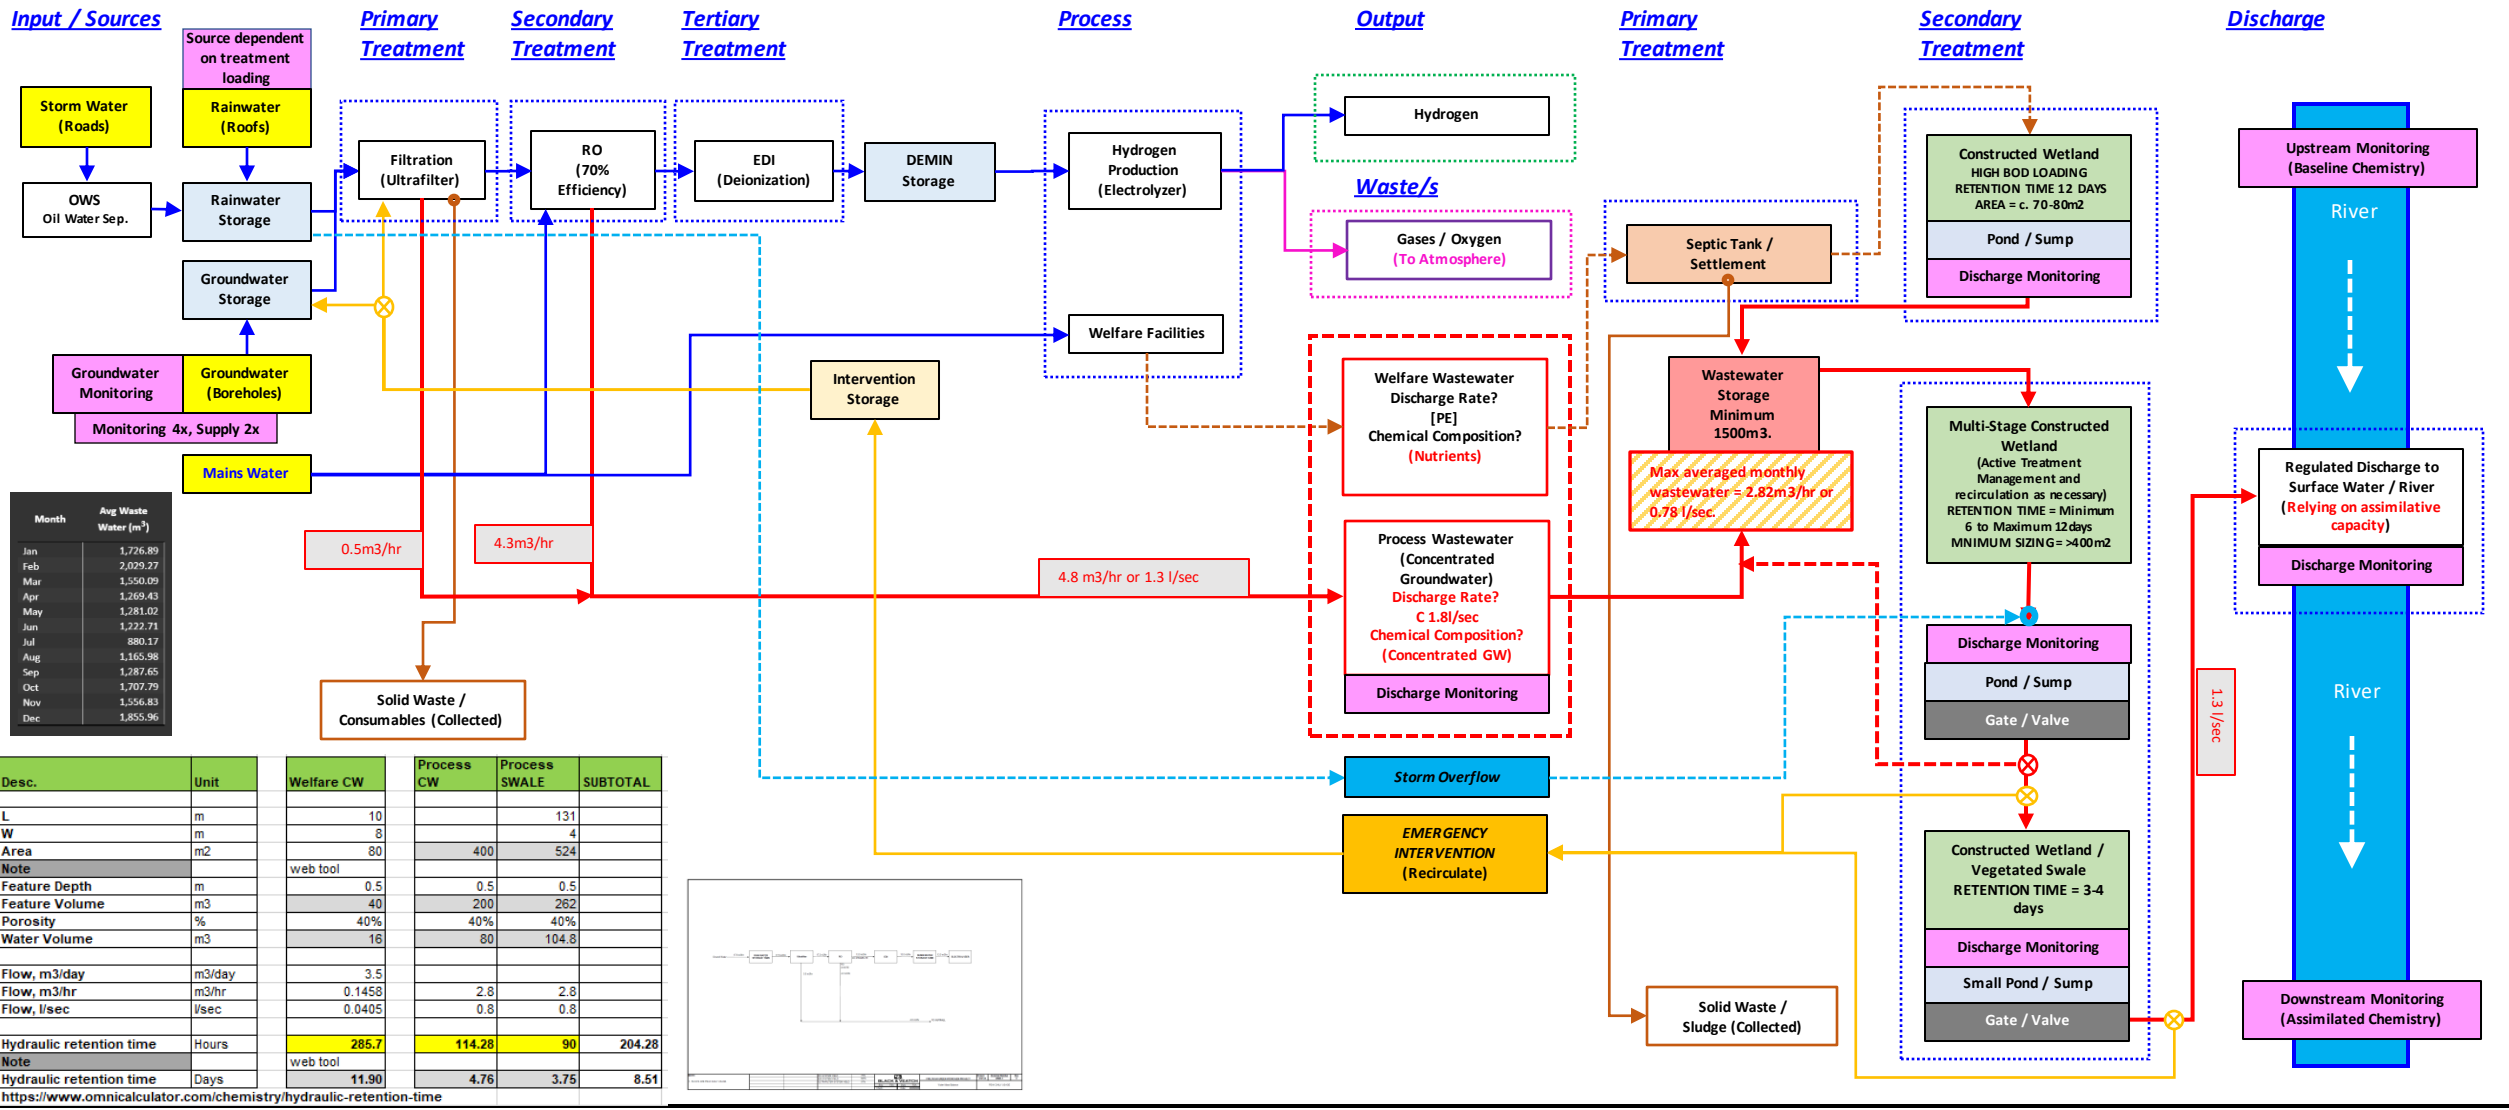 Input / Sources
Primary
Treatment
Secondary
Treatment
Tertiary
Treatment
Process
Output
Primary
Treatment
Secondary
Treatment
Discharge
Source dependent
on treatment
loading
Storm Water
(Roads)
Rainwater
(Roofs)
OWS
Oil Water Sep.
Rainwater
Storage
Groundwater
Storage
Groundwater
Monitoring
Groundwater
(Boreholes)
Monitoring 4x, Supply 2x
Mains Water
Filtration
(Ultrafilter)
RO
(70%
Efficiency)
EDI
(Deionization)
DEMIN
Storage
Hydrogen
Production
(Electrolyzer)
Welfare Facilities
Intervention
Storage
Hydrogen
Waste/s
Gases / Oxygen
(To Atmosphere)
Welfare Wastewater
Discharge Rate?
[PE]
Chemical Composition?
(Nutrients)
Process Wastewater
(Concentrated
Groundwater)
Discharge Rate?
C 1.8l/sec
Chemical Composition?
(Concentrated GW)
Discharge Monitoring
Storm Overflow
EMERGENCY
INTERVENTION
(Recirculate)
0.5m3/hr
4.3m3/hr
4.8 m3/hr or 1.3 l/sec
Solid Waste /
Consumables (Collected)
Septic Tank /
Settlement
Wastewater
Storage
Minimum
1500m3.
Max averaged monthly
wastewater = 2.82m3/hr or
0.78 l/sec.
Solid Waste /
Sludge (Collected)
Constructed Wetland
HIGH BOD LOADING
RETENTION TIME 12 DAYS
AREA = c. 70-80m2
Pond / Sump
Discharge Monitoring
Multi-Stage Constructed
Wetland
(Active Treatment
Management and
recirculation as necessary)
RETENTION TIME = Minimum
6 to Maximum 12days
MNIMUM SIZING = >400m2
Discharge Monitoring
Pond / Sump
Gate / Valve
Constructed Wetland /
Vegetated Swale
RETENTION TIME = 3-4
days
Discharge Monitoring
Small Pond / Sump
Gate / Valve
1.3 l/sec
Upstream Monitoring
(Baseline Chemistry)
River
Regulated Discharge to
Surface Water / River
(Relying on assimilative
capacity)
Discharge Monitoring
River
Downstream Monitoring
(Assimilated Chemistry)
Month Avg Waste
Water (m3)
Jan 1,726.89
Feb 2,029.27
Mar 1,550.09
Apr 1,269.43
May 1,281.02
Jun 1,222.71
Jul 880.17
Aug 1,165.98
Sep 1,287.65
Oct 1,707.79
Nov 1,556.83
Dec 1,855.96
Desc. Unit Welfare CW Process CW Process SWALE SUBTOTAL
L m 10 131
W m 8 4
Area m2 80 400 524
Note web tool
Feature Depth m 0.5 0.5 0.5
Feature Volume m3 40 200 262
Porosity % 40% 40% 40%
Water Volume m3 16 80 104.8
Flow, m3/day m3/day 3.5
Flow, m3/hr m3/hr 0.1458 2.8 2.8
Flow, l/sec l/sec 0.0405 0.8 0.8
Hydraulic retention time Hours 285.7 114.28 90 204.28
Note web tool
Hydraulic retention time Days 11.90 4.76 3.75 8.51
https://www.omnicalculator.com/chemistry/hydraulic-retention-time
BLACK & VEATCH